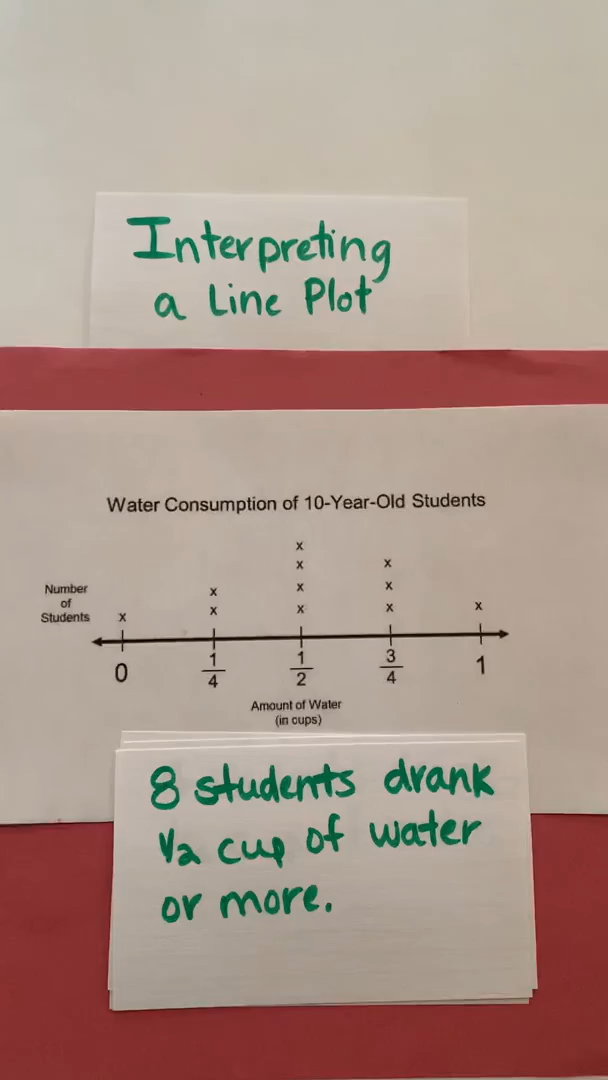 Interpreting
a Line Plot
Water Consumption of 10-Year-Old Students
Number
of
Students
x
x
x
x
x
x
x
x
x
x
x
0 1/4 1/2 3/4 1
Amount of Water
(in cups)
8 students drank
1/2 cup of water
or more.